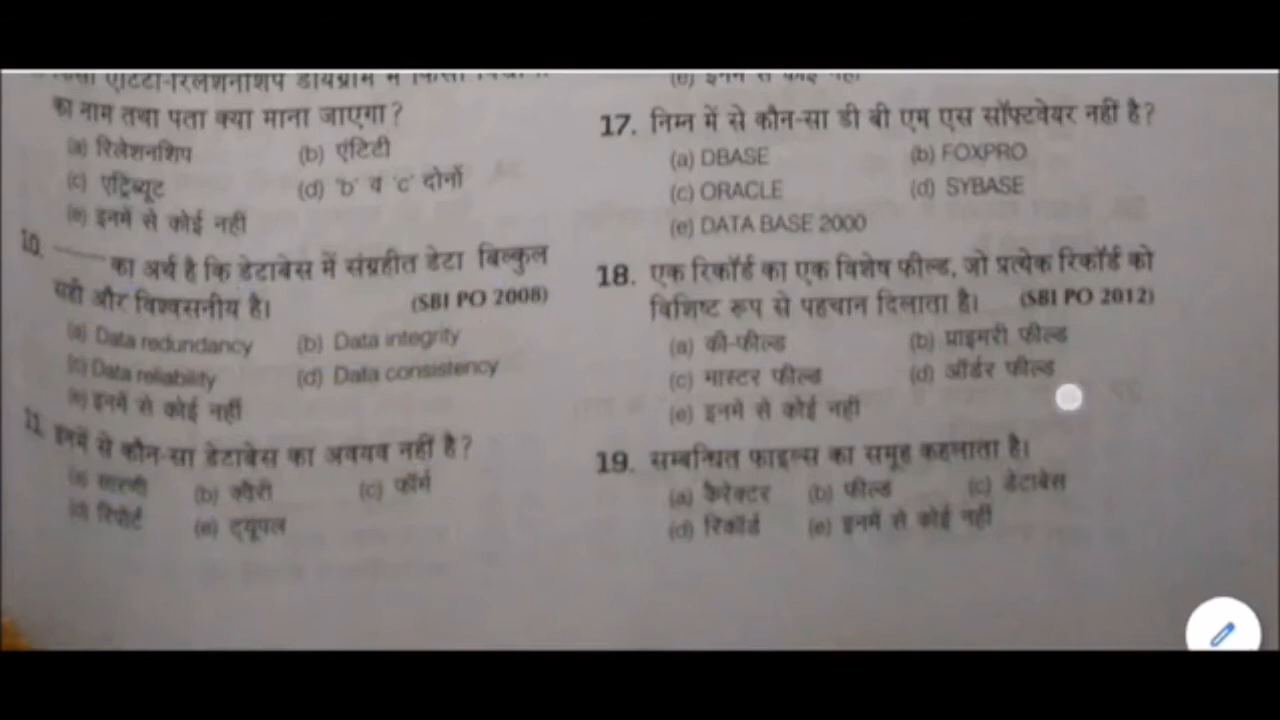 का नाम तथा पता क्या माना जाएगा?
(a) रिलेशनशिप (b) एंटिटी
(c) एट्रिब्यूट (d) 'b' व 'c' दोनों
(e) इनमें से कोई नहीं
10. ——— का अर्थ है कि डेटाबेस में संग्रहीत डेटा बिल्कुल
सही और विश्वसनीय है। (SBI PO 2008)
(a) Data redundancy (b) Data integrity
(c) Data reliability (d) Data consistency
(e) इनमें से कोई नहीं
11. इनमें से कौन-सा डेटाबेस का अवयव नहीं है?
(a) सारणी (b) क्वैरी (c) फॉर्म
(d) रिपोर्ट (e) ट्यूपल
17. निम्न में से कौन-सा डी बी एम एस सॉफ्टवेयर नहीं है?
(a) DBASE (b) FOXPRO
(c) ORACLE (d) SYBASE
(e) DATA BASE 2000
18. एक रिकॉर्ड का एक विशेष फील्ड, जो प्रत्येक रिकॉर्ड को
विशिष्ट रूप से पहचान दिलाता है। (SBI PO 2012)
(a) की-फील्ड (b) प्राइमरी फील्ड
(c) मास्टर फील्ड (d) ऑर्डर फील्ड
(e) इनमें से कोई नहीं
19. सम्बन्धित फाइल्स का समूह कहलाता है।
(a) कैरेक्टर (b) फील्ड (c) डेटाबेस
(d) रिकॉर्ड (e) इनमें से कोई नहीं